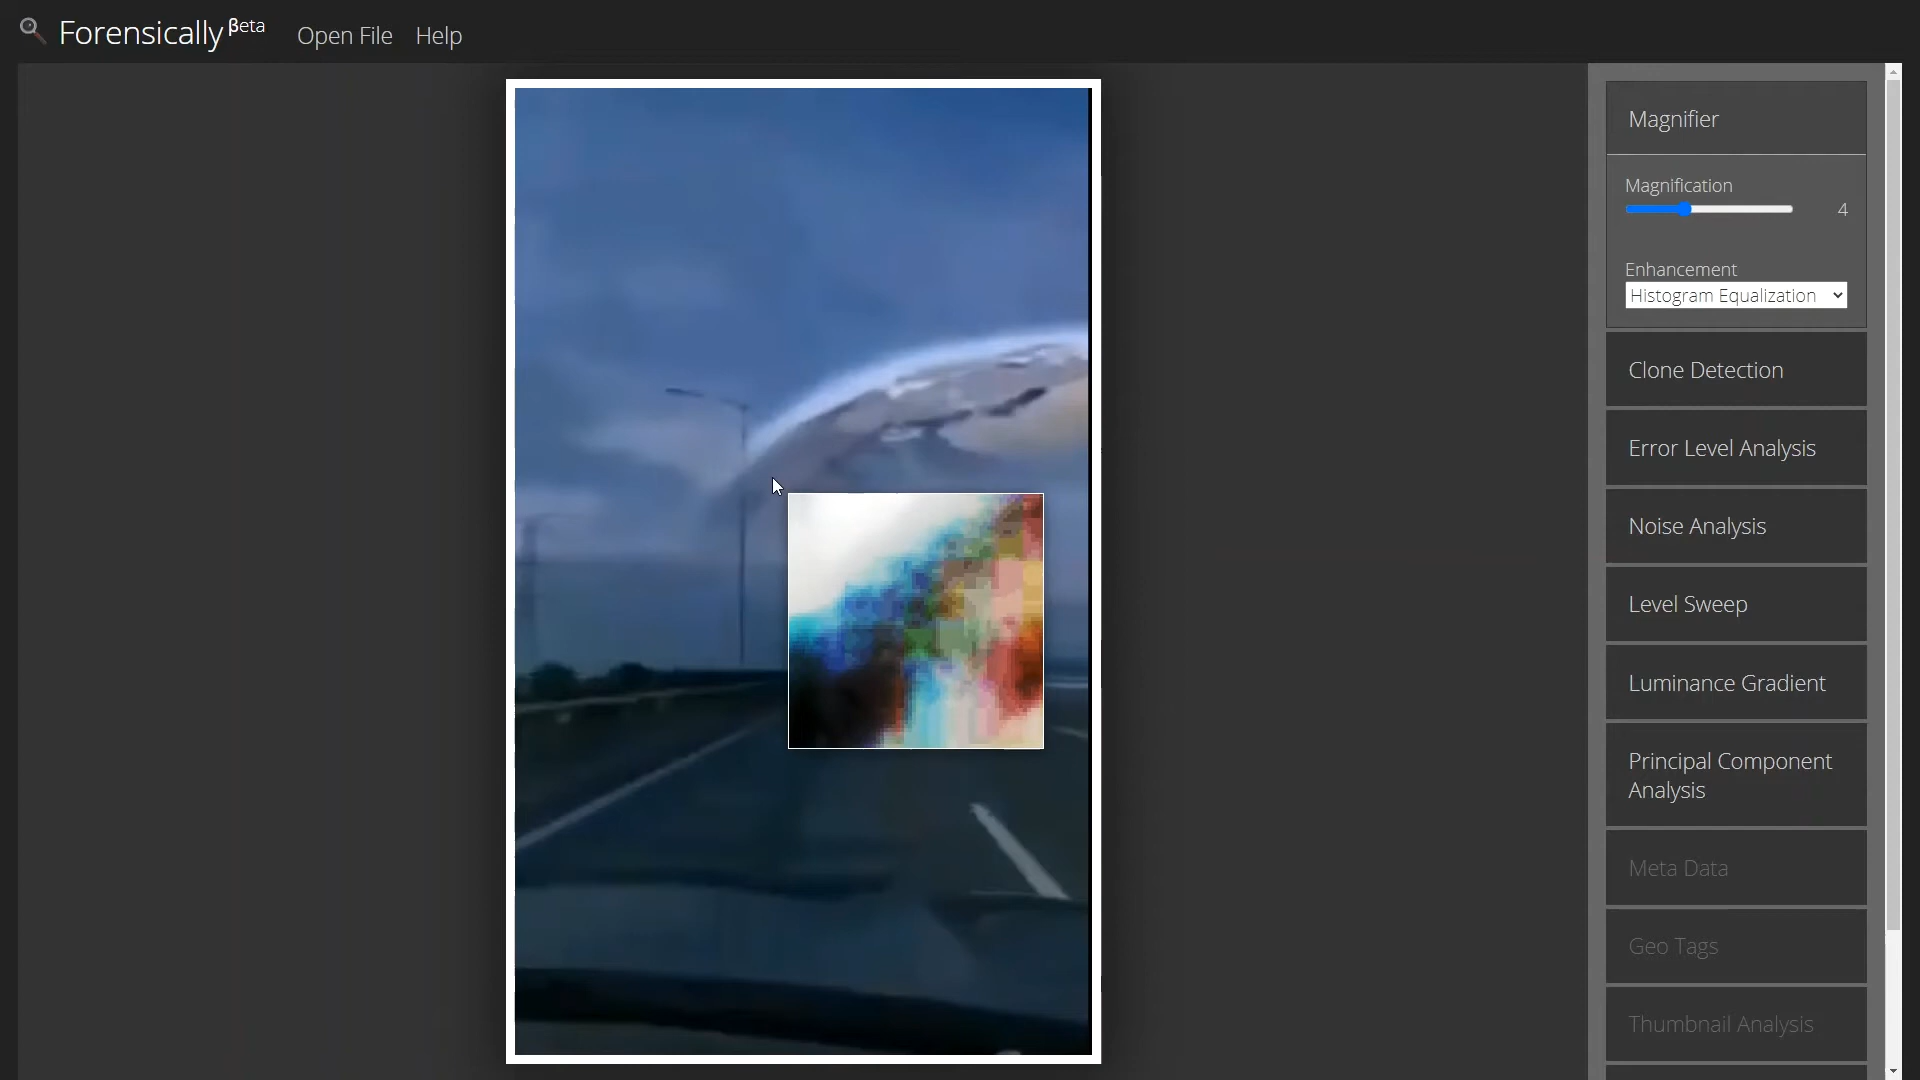 Forensically βeta Open File Help
Magnifier
Magnification
4
Enhancement
Histogram Equalization
Clone Detection
Error Level Analysis
Noise Analysis
Level Sweep
Luminance Gradient
Principal Component
Analysis
Meta Data
Geo Tags
Thumbnail Analysis